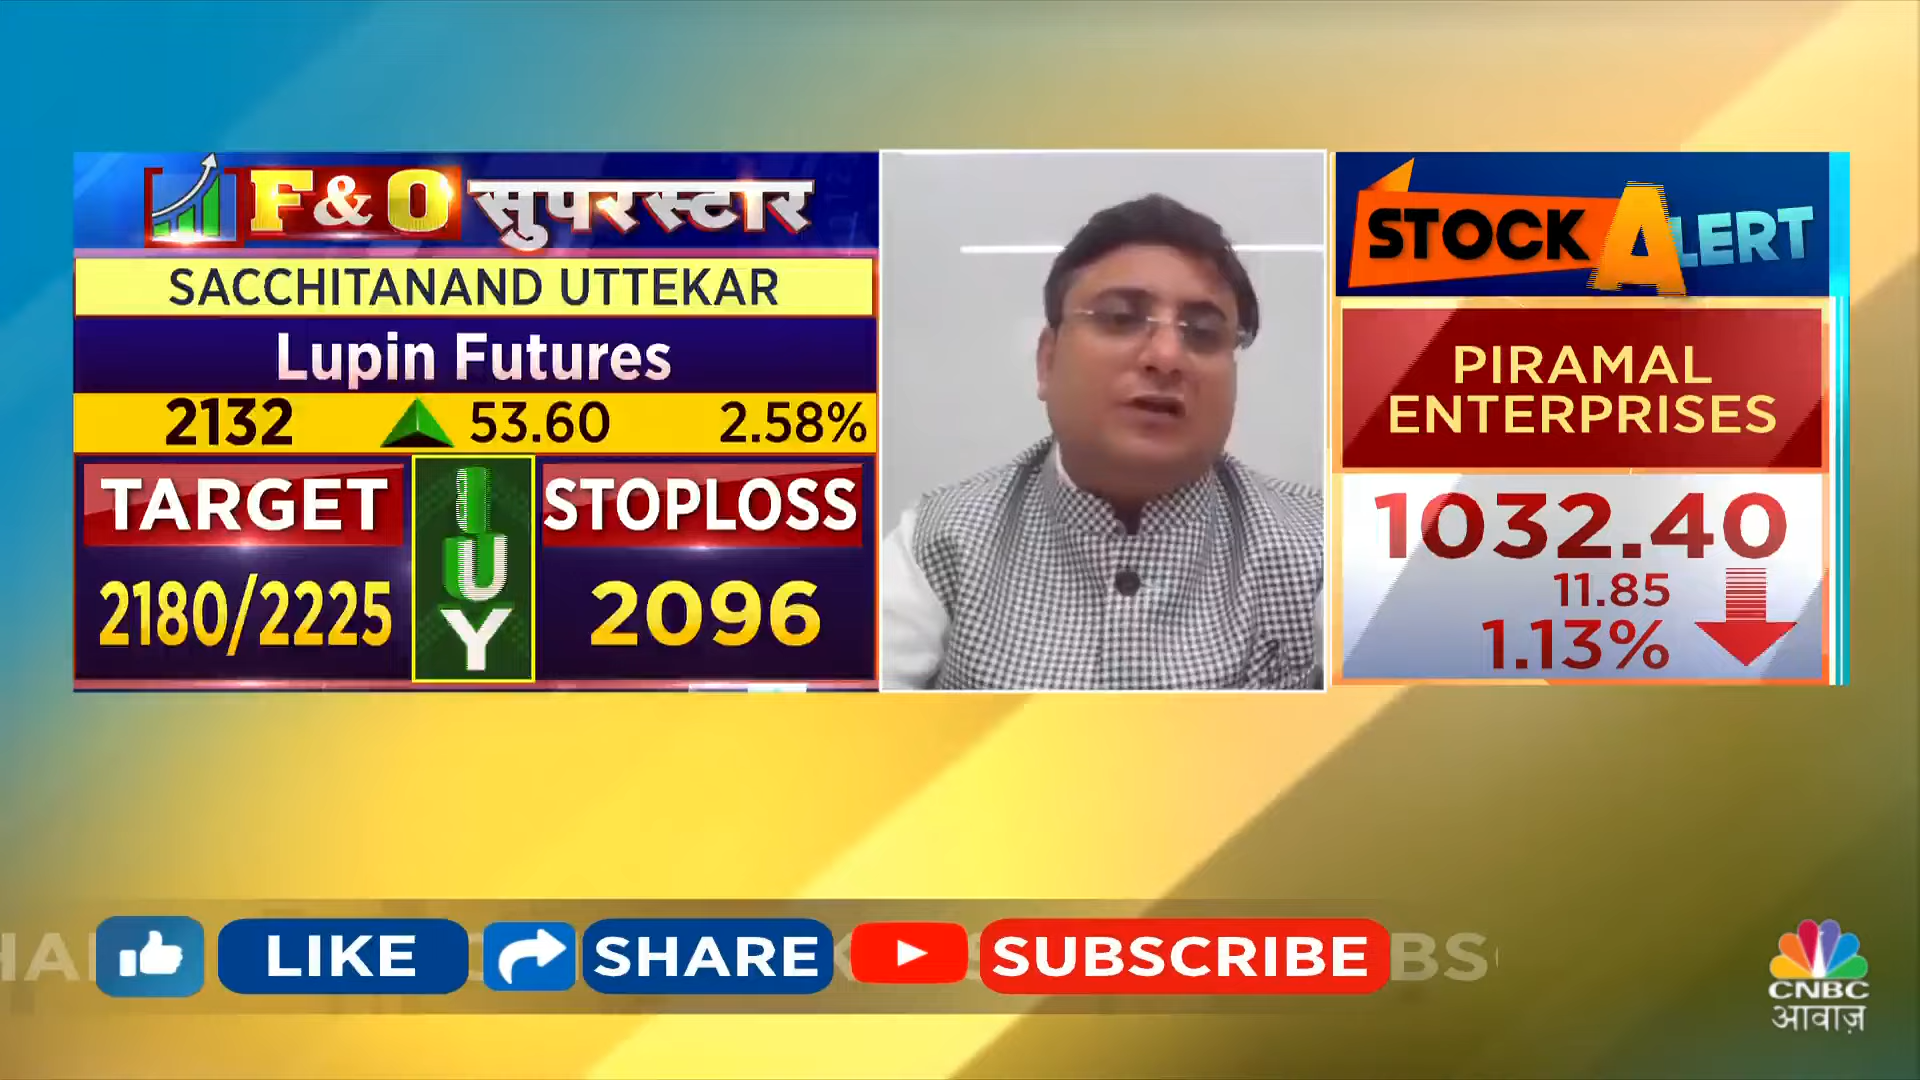 F&O सुपरस्टार
SACCHITANAND UTTEKAR
Lupin Futures
2132 53.60 2.58%
TARGET
2180/2225
BUY
STOPLOSS
2096
STOCK ALERT
PIRAMAL
ENTERPRISES
1032.40
11.85
1.13%
LIKE SHARE SUBSCRIBE
CNBC
आवाज़